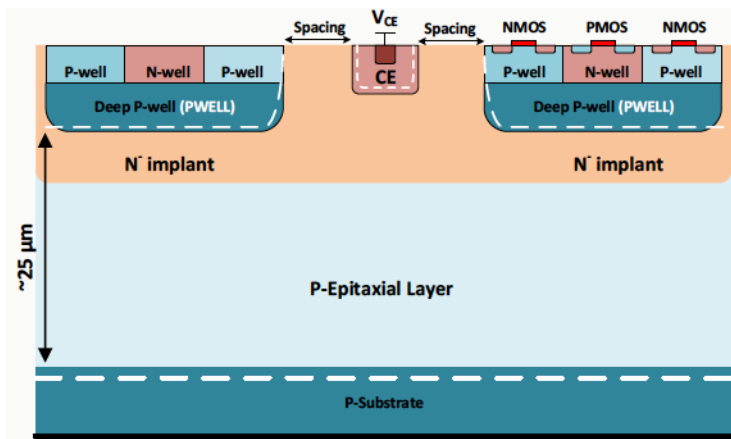 Spacing
V_CE
Spacing
NMOS
PMOS
NMOS
P-well
N-well
P-well
CE
P-well
N-well
P-well
Deep P-well (PWELL)
Deep P-well (PWELL)
N⁻ implant
N⁻ implant
~25 µm
P-Epitaxial Layer
P-Substrate